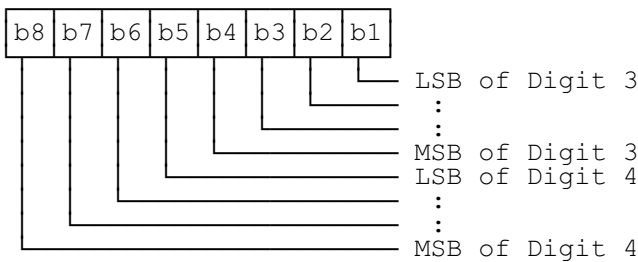 b8 b7 b6 b5 b4 b3 b2 b1
LSB of Digit 3
:
:
MSB of Digit 3
LSB of Digit 4
:
:
MSB of Digit 4